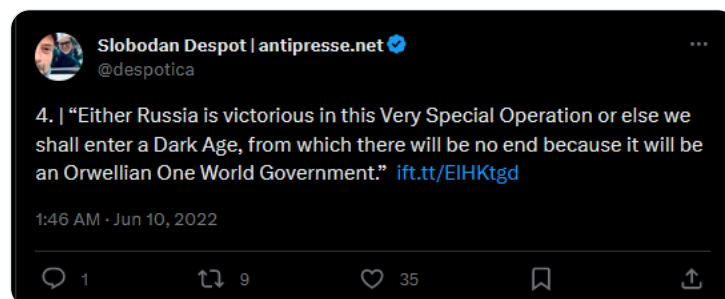 Slobodan Despot | antipresse.net
@despotica
4. | “Either Russia is victorious in this Very Special Operation or else we
shall enter a Dark Age, from which there will be no end because it will be
an Orwellian One World Government.” ift.tt/ElHKtgd
1:46 AM · Jun 10, 2022
1 9 35